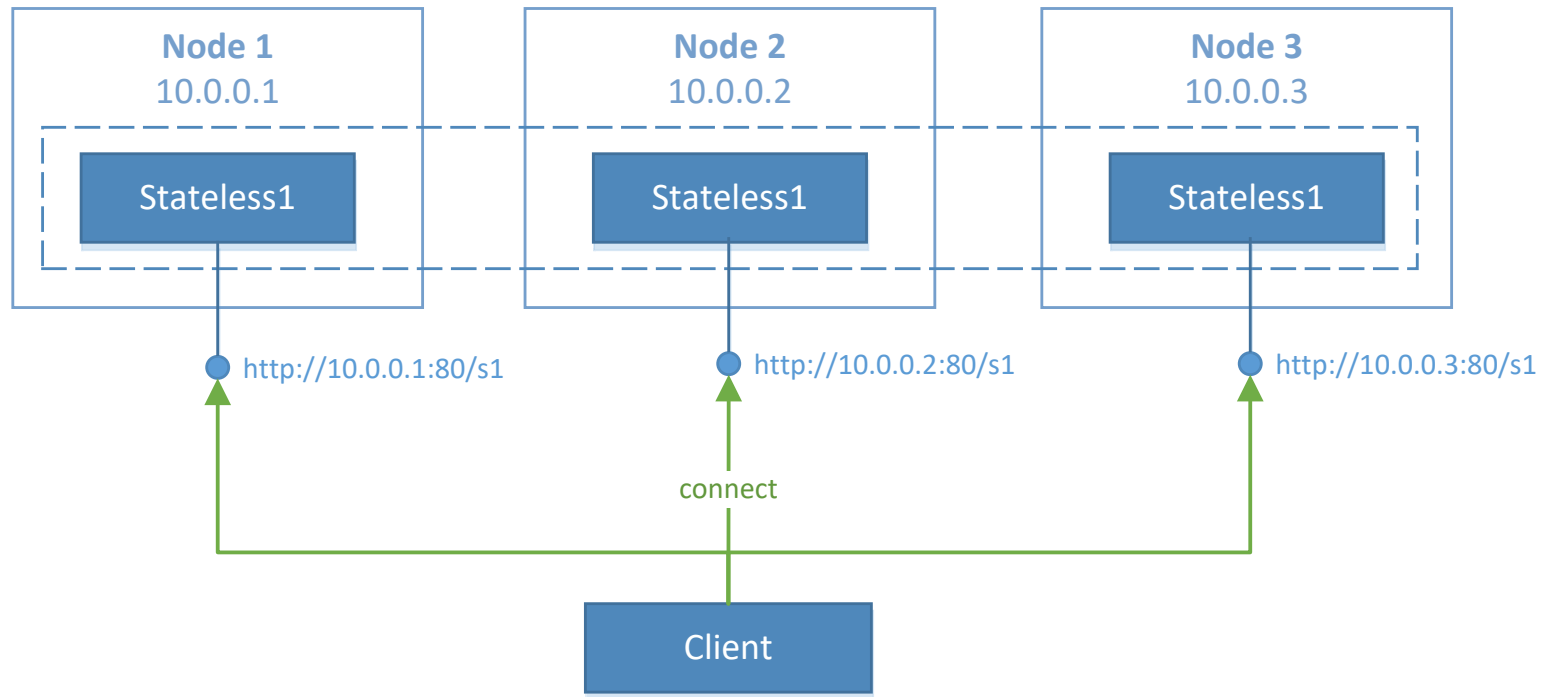 Node 1
10.0.0.1
Node 2
10.0.0.2
Node 3
10.0.0.3
Stateless1
Stateless1
Stateless1
http://10.0.0.1:80/s1
http://10.0.0.2:80/s1
http://10.0.0.3:80/s1
connect
Client